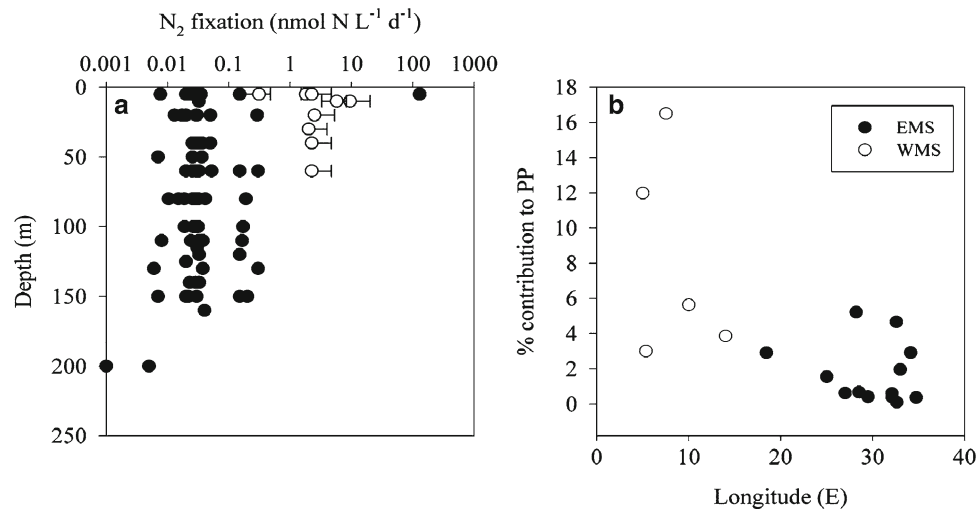 N₂ fixation (nmol N L⁻¹ d⁻¹)
0.001 0.01 0.1 1 10 100 1000
a
0
50
100
150
200
250
Depth (m)
b
18
16
14
12
10
8
6
4
2
0
% contribution to PP
EMS
WMS
0 10 20 30 40
Longitude (E)